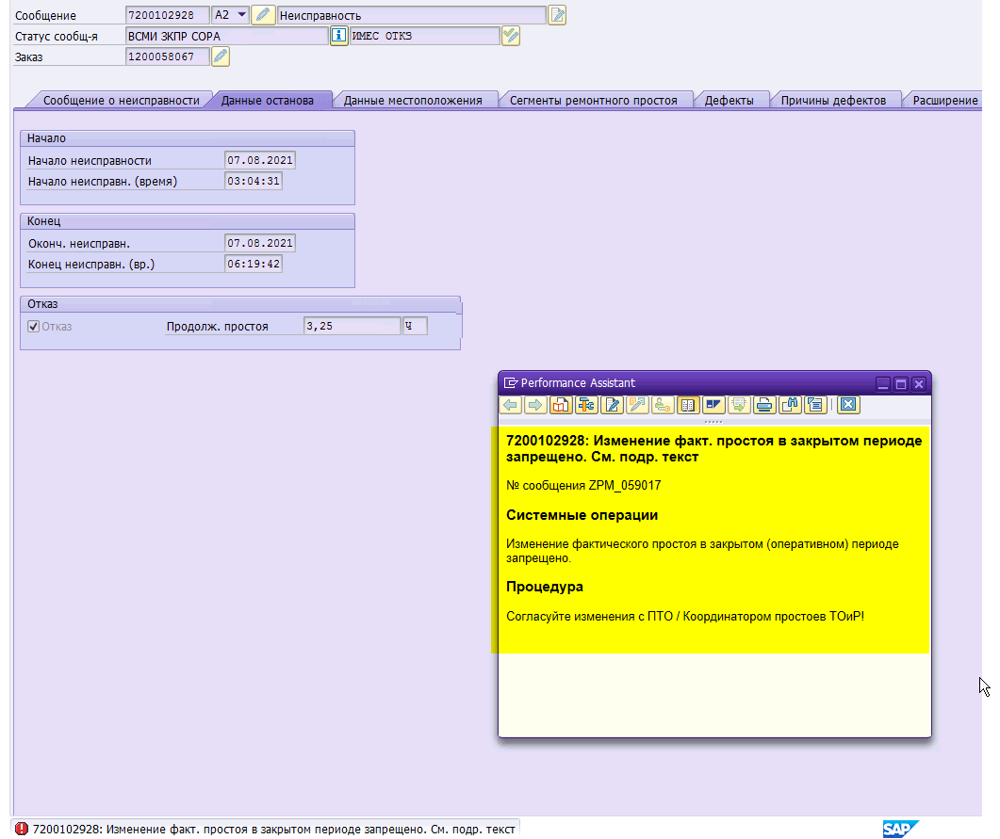 Сообщение 7200102928 A2 Неисправность
Статус сообщ-я ВСМИ ЗКПР СОРА ИМЕС ОТКЗ
Заказ 1200058067
Сообщение о неисправности Данные останова Данные местоположения Сегменты ремонтного простоя Дефекты Причины дефектов Расширение
Начало
Начало неисправности 07.08.2021
Начало неисправн. (время) 03:04:31
Конец
Оконч. неисправн. 07.08.2021
Конец неисправн. (вр.) 06:19:42
Отказ
Отказ Продолж. простоя 3,25 Ч
Performance Assistant
7200102928: Изменение факт. простоя в закрытом периоде
запрещено. См. подр. текст
№ сообщения ZPM_059017
Системные операции
Изменение фактического простоя в закрытом (оперативном) периоде
запрещено.
Процедура
Согласуйте изменения с ПТО / Координатором простоев ТОиР!
7200102928: Изменение факт. простоя в закрытом периоде запрещено. См. подр. текст
SAP